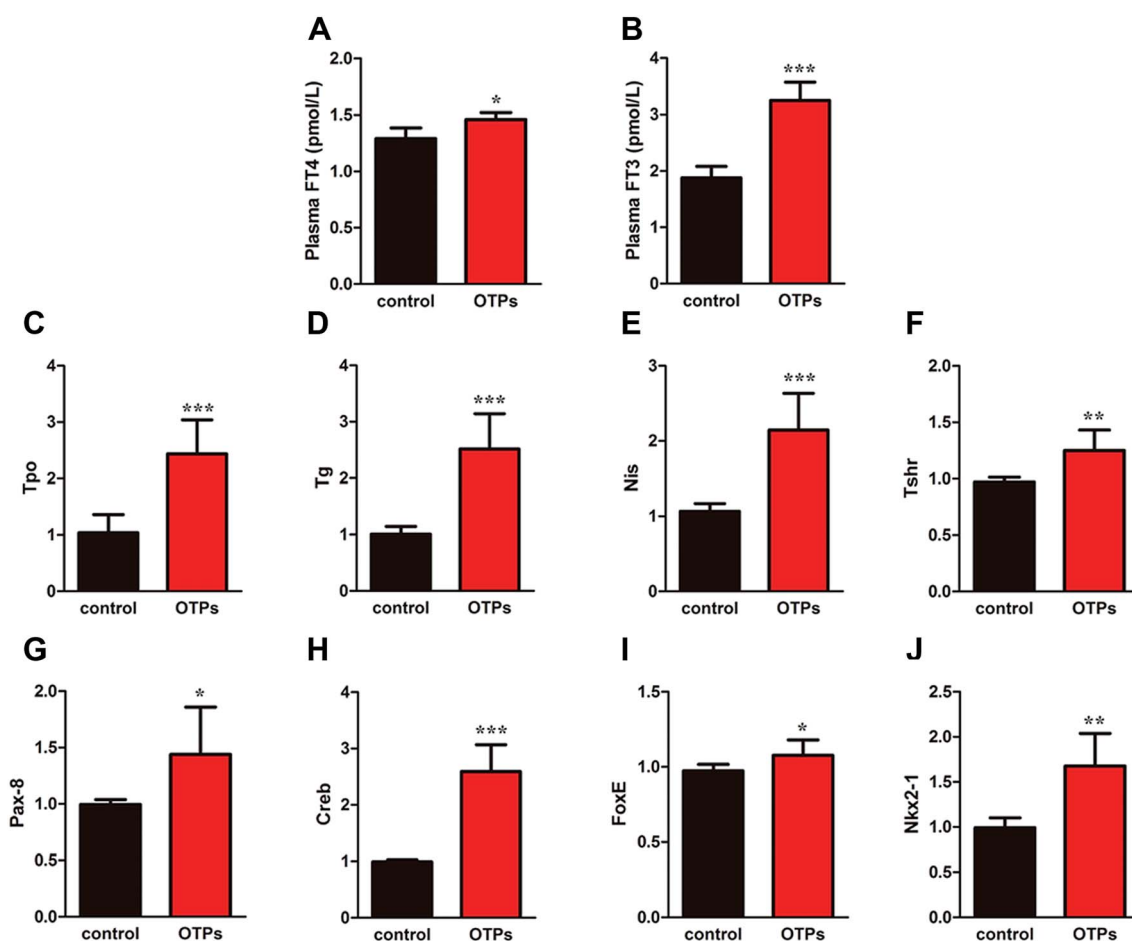 A
Plasma FT4 (pmol/L)
2.0
1.5
1.0
0.5
0.0
*
control OTPs
B
Plasma FT3 (pmol/L)
4
3
2
1
0
***
control OTPs
C
Tpo
4
3
2
1
0
***
control OTPs
D
Tg
4
3
2
1
0
***
control OTPs
E
Nis
3
2
1
0
***
control OTPs
F
Tshr
2.0
1.5
1.0
0.5
0.0
**
control OTPs
G
Pax-8
2.0
1.5
1.0
0.5
0.0
*
control OTPs
H
Creb
4
3
2
1
0
***
control OTPs
I
FoxE
1.5
1.0
0.5
0.0
*
control OTPs
J
Nkx2-1
2.5
2.0
1.5
1.0
0.5
0.0
**
control OTPs